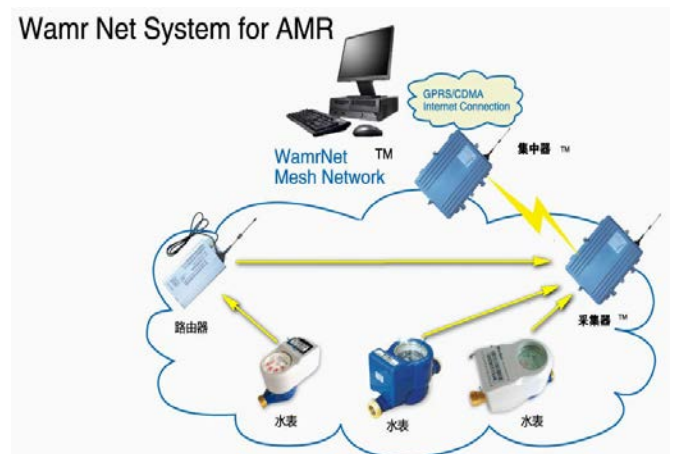 Wamr Net System for AMR
GPRS/CDMA
Internet Connection
WamrNet TM
Mesh Network
集中器 TM
路由器
采集器 TM
水表
水表
水表